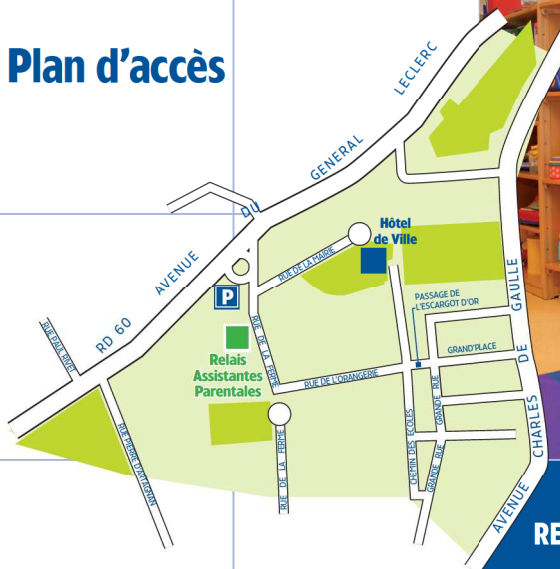 Plan d'accès
AVENUE DU GENERAL LECLERC
RD 60
Hôtel
de Ville
RUE DE LA MAIRIE
P
PASSAGE DE
L'ESCARGOT D'OR
RUE PAUL RIVET
RUE DE LA FERME
Relais
Assistantes
Parentales
GRAND'PLACE
RUE DE L'ORANGERIE
GRANDE RUE
CHEMIN DES ECOLES
GRANDE RUE
RUE PIERRE D'ARTAGNAN
RUE DE LA FERME
AVENUE CHARLES DE GAULLE
RE